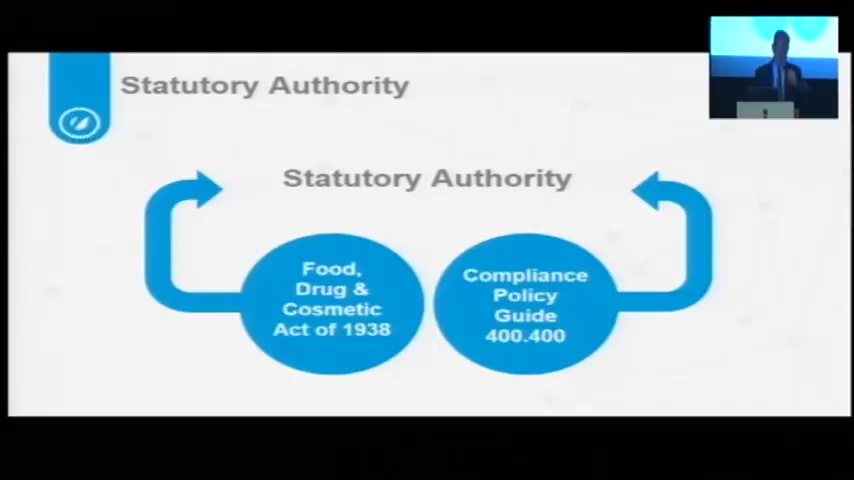 Statutory Authority
Statutory Authority
Food,
Drug &
Cosmetic
Act of 1938
Compliance
Policy
Guide
400.400